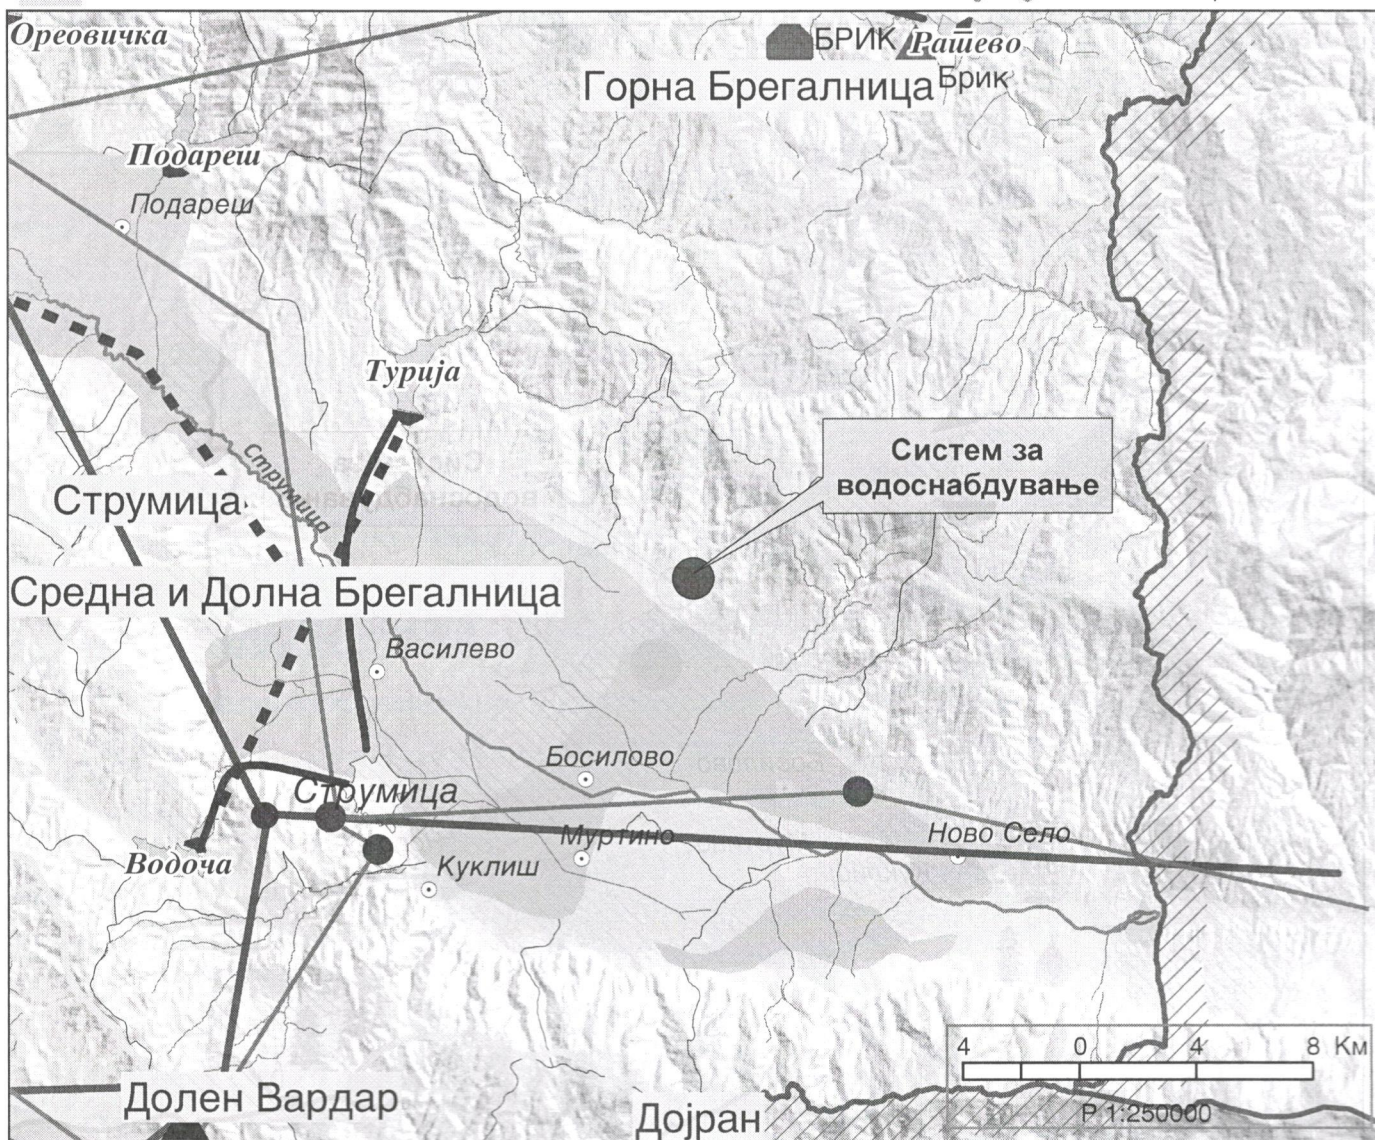 Ореовичка
БРИК
Рашево
Горна Брегалница
Брик
Подареш
Подареш
Турија
Систем за
водоснабдување
Струмица
Струмица
Средна и Долна Брегалница
Василево
Босилово
Струмица
Муртино
Ново Село
Водоча
Куклиш
4 0 4 8 Км
Р 1:250000
Долен Вардар
Дојран